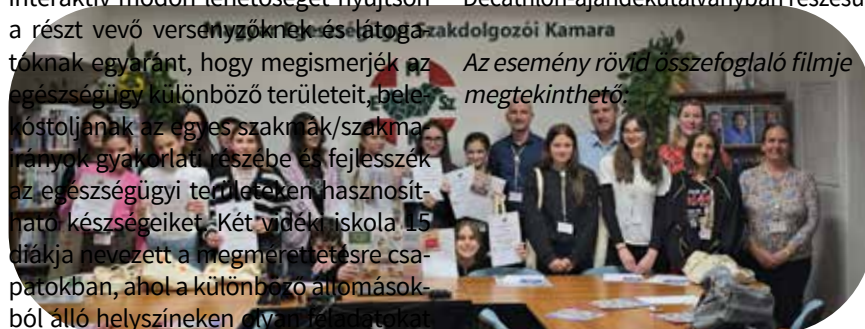 interaktív módon lehetőséget nyújtson
a részt vevő versenyzőknek és látoga-
tóknak egyaránt, hogy megismerjék az
egészségügy különböző területeit, bele-
kóstoljanak az egyes szakmák/szakma-
irányok gyakorlati részébe és fejlesszék
az egészségügyi területeken hasznosít-
ható készségeiket. Két vidéki iskola 15
diákja nevezett a megmérettetésre csa-
patokban, ahol a különböző állomások-
ból álló helyszíneken olyan feladatokat
Decathlon-ajándékutalványban részesü
Az esemény rövid összefoglaló filmje
megtekinthető:
Magyar Egészségügyi Szakdolgozói Kamara